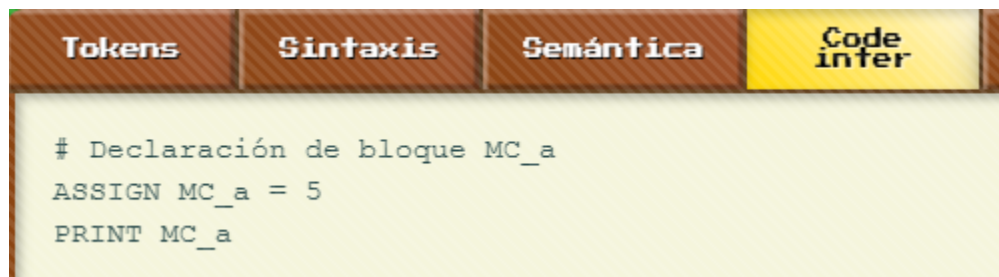 Tokens
Sintaxis
Semántica
Code
inter
# Declaración de bloque MC_a
ASSIGN MC_a = 5
PRINT MC_a